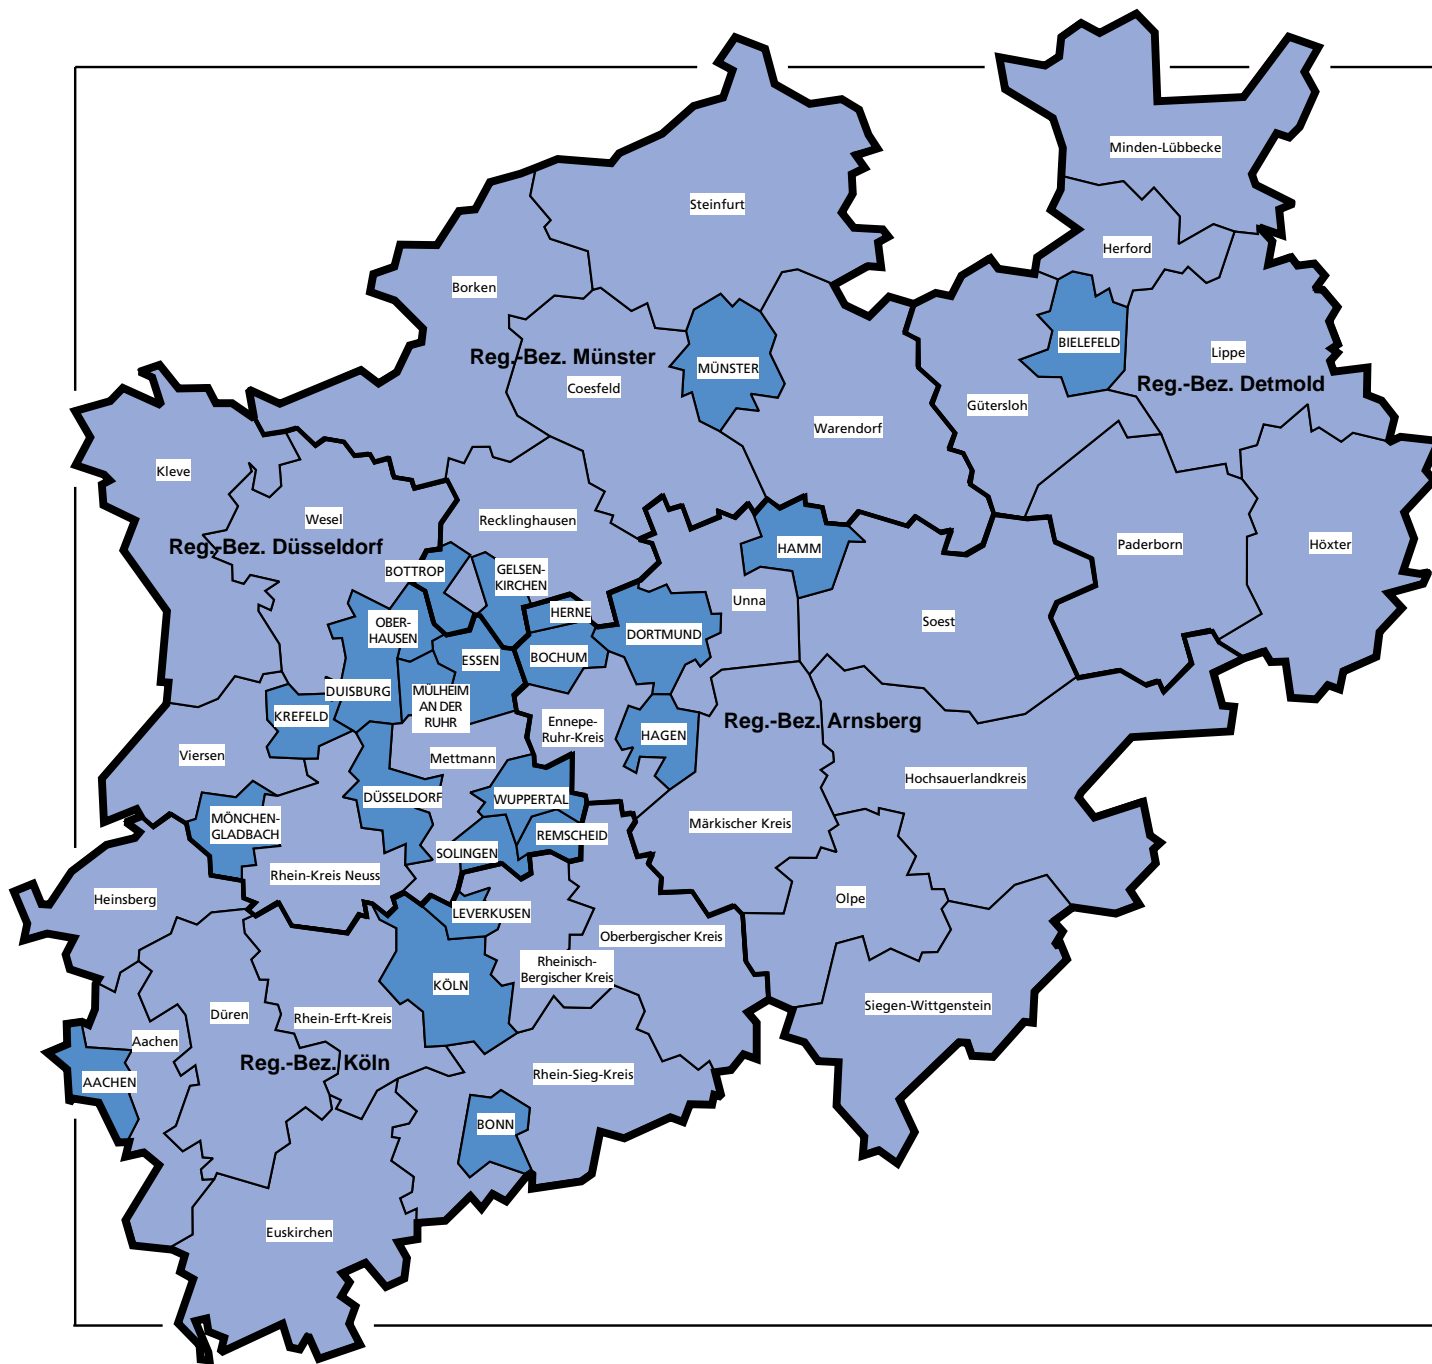 Minden-Lübbecke
Steinfurt
Herford
Borken
BIELEFELD
Lippe
Reg.-Bez. Münster
MÜNSTER
Coesfeld
Reg.-Bez. Detmold
Gütersloh
Warendorf
Kleve
Wesel
Recklinghausen
Reg.-Bez. Düsseldorf
HAMM
Paderborn
Höxter
BOTTROP
GELSEN-
KIRCHEN
Unna
HERNE
OBER-
HAUSEN
DORTMUND
Soest
ESSEN
BOCHUM
DUISBURG
MÜLHEIM
AN DER
RUHR
KREFELD
Ennepe-
Ruhr-Kreis
HAGEN
Reg.-Bez. Arnsberg
Viersen
Mettmann
Hochsauerlandkreis
DÜSSELDORF
WUPPERTAL
MÖNCHEN-
GLADBACH
REMSCHEID
Märkischer Kreis
SOLINGEN
Rhein-Kreis Neuss
Heinsberg
Olpe
LEVERKUSEN
Oberbergischer Kreis
Rheinisch-
Bergischer Kreis
KÖLN
Siegen-Wittgenstein
Düren
Rhein-Erft-Kreis
Aachen
Reg.-Bez. Köln
Rhein-Sieg-Kreis
AACHEN
BONN
Euskirchen